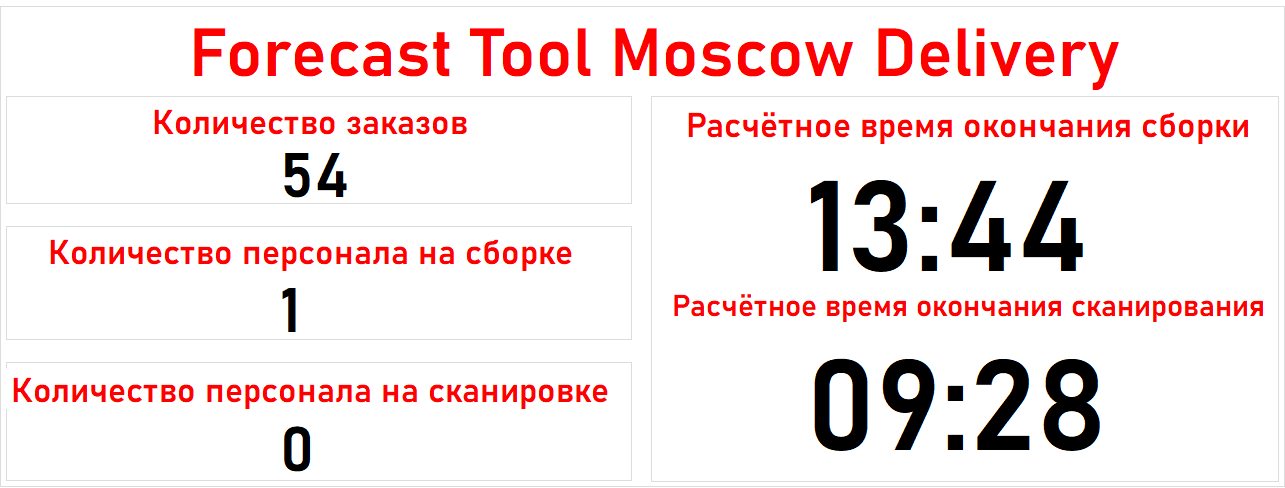 Forecast Tool Moscow Delivery
Количество заказов
54
Количество персонала на сборке
1
Количество персонала на сканировке
0
Расчётное время окончания сборки
13:44
Расчётное время окончания сканирования
09:28